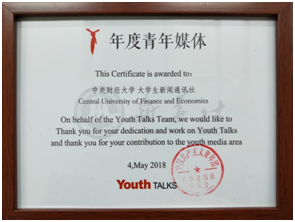 年度青年媒体
This Certificate is awarded to:
中央财经大学 大学生新闻通讯社
Central University of Finance and Economics
On behalf of the Youth Talks Team, we would like to
Thank you for your dedication and work on Youth Talks
and thank you for your contribution to the youth media area
4,May 2018
Youth TALKS